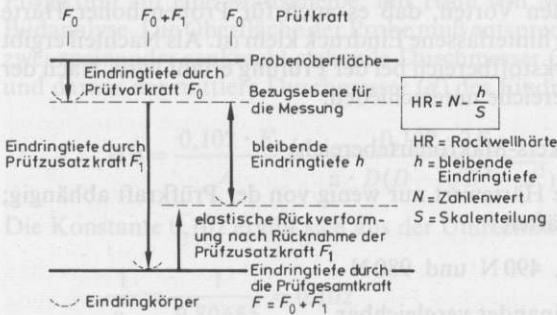 F₀ F₀+F₁ F₀ Prüfkraft
Probenoberfläche
Eindringtiefe durch
Prüfvorkraft F₀
Bezugsebene für
die Messung
HR = N - h/S
Eindringtiefe durch
Prüfzusatzkraft F₁
bleibende
Eindringtiefe h
HR = Rockwellhärte
h = bleibende
Eindringtiefe
N = Zahlenwert
S = Skalenteilung
elastische Rückverfor-
mung nach Rücknahme der
Prüfzusatzkraft F₁
Eindringtiefe durch
die Prüfgesamtkraft
F = F₀ + F₁
Eindringkörper